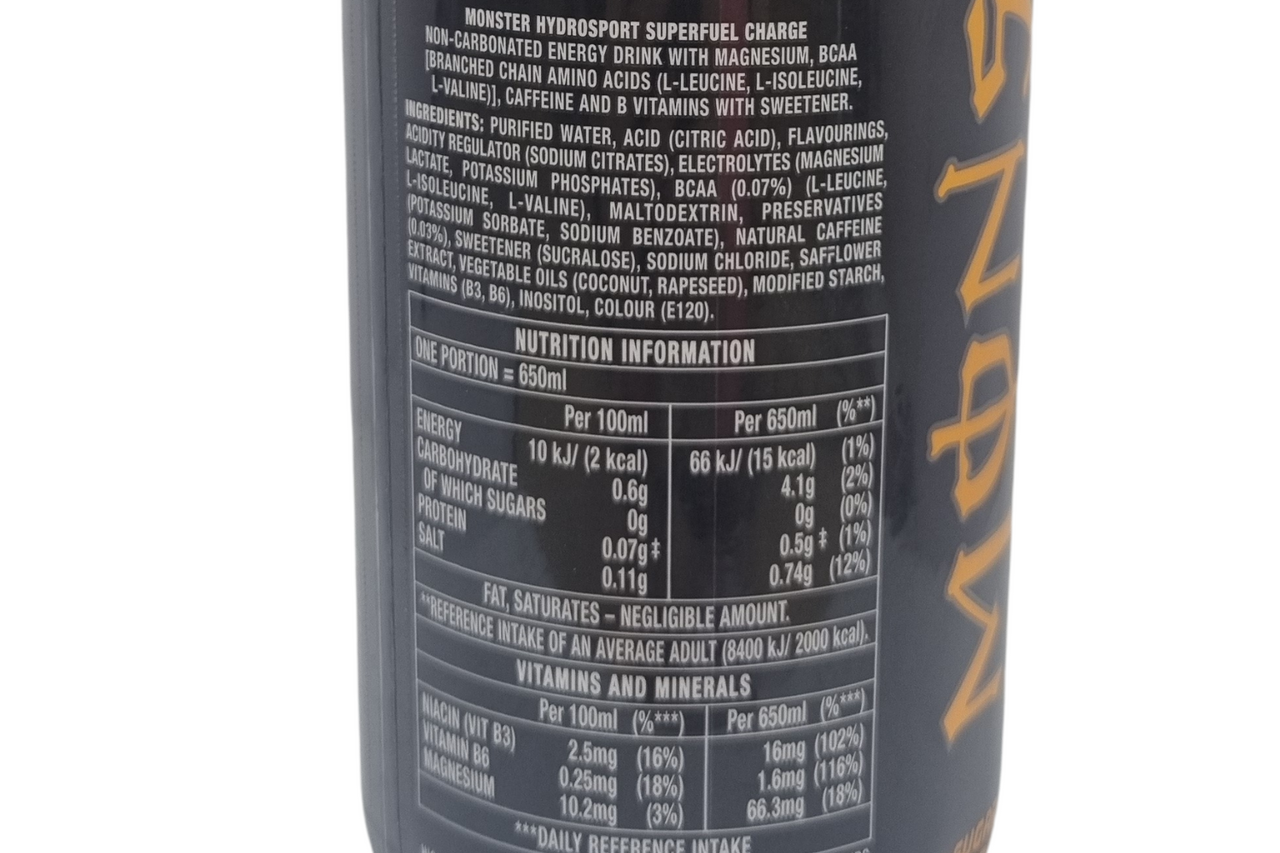 MONSTER HYDROSPORT SUPERFUEL CHARGE
NON-CARBONATED ENERGY DRINK WITH MAGNESIUM, BCAA
[BRANCHED CHAIN AMINO ACIDS (L-LEUCINE, L-ISOLEUCINE,
L-VALINE)], CAFFEINE AND B VITAMINS WITH SWEETENER.
INGREDIENTS: PURIFIED WATER, ACID (CITRIC ACID), FLAVOURINGS,
ACIDITY REGULATOR (SODIUM CITRATES), ELECTROLYTES (MAGNESIUM
LACTATE, POTASSIUM PHOSPHATES), BCAA (0.07%) (L-LEUCINE,
L-ISOLEUCINE, L-VALINE), MALTODEXTRIN, PRESERVATIVES
(POTASSIUM SORBATE, SODIUM BENZOATE), NATURAL CAFFEINE
(0.03%), SWEETENER (SUCRALOSE), SODIUM CHLORIDE, SAFFLOWER
EXTRACT, VEGETABLE OILS (COCONUT, RAPESEED), MODIFIED STARCH,
VITAMINS (B3, B6), INOSITOL, COLOUR (E120).
NUTRITION INFORMATION
ONE PORTION = 650ml
Per 100ml Per 650ml (%**)
ENERGY 10 kJ/ (2 kcal) 66 kJ/ (15 kcal) (1%)
CARBOHYDRATE 0.6g 4.1g (2%)
OF WHICH SUGARS 0g 0g (0%)
PROTEIN 0.07g‡ 0.5g‡ (1%)
SALT 0.11g 0.74g (12%)
FAT, SATURATES – NEGLIGIBLE AMOUNT.
**REFERENCE INTAKE OF AN AVERAGE ADULT (8400 kJ/ 2000 kcal).
VITAMINS AND MINERALS
Per 100ml (%***) Per 650ml (%***)
NIACIN (VIT B3) 2.5mg (16%) 16mg (102%)
VITAMIN B6 0.25mg (18%) 1.6mg (116%)
MAGNESIUM 10.2mg (3%) 66.3mg (18%)
***DAILY REFERENCE INTAKE
MONS